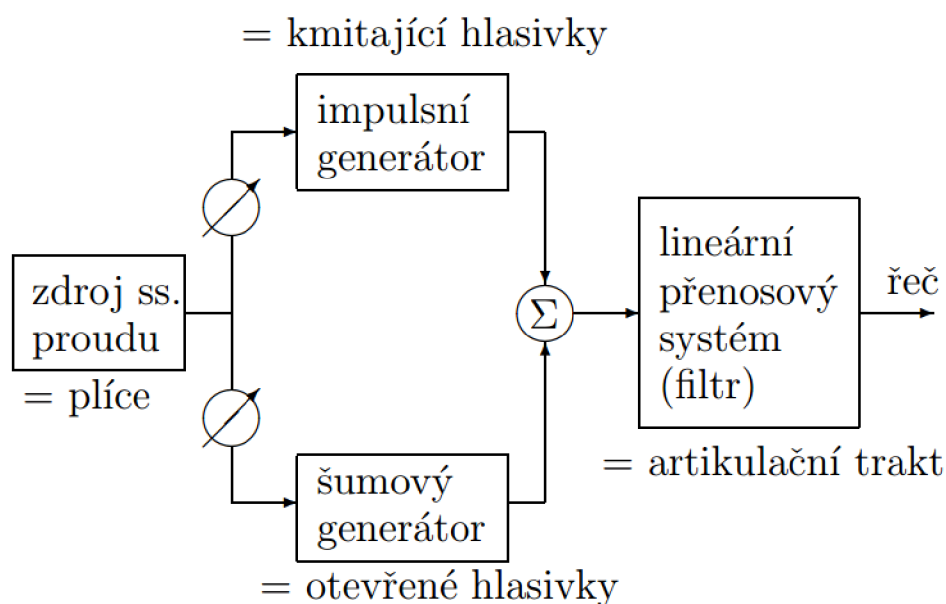 = kmitající hlasivky
impulsní
generátor
zdroj ss.
proudu
= plíce
Σ
lineární
přenosový
systém
(filtr)
řeč
= artikulační trakt
šumový
generátor
= otevřené hlasivky